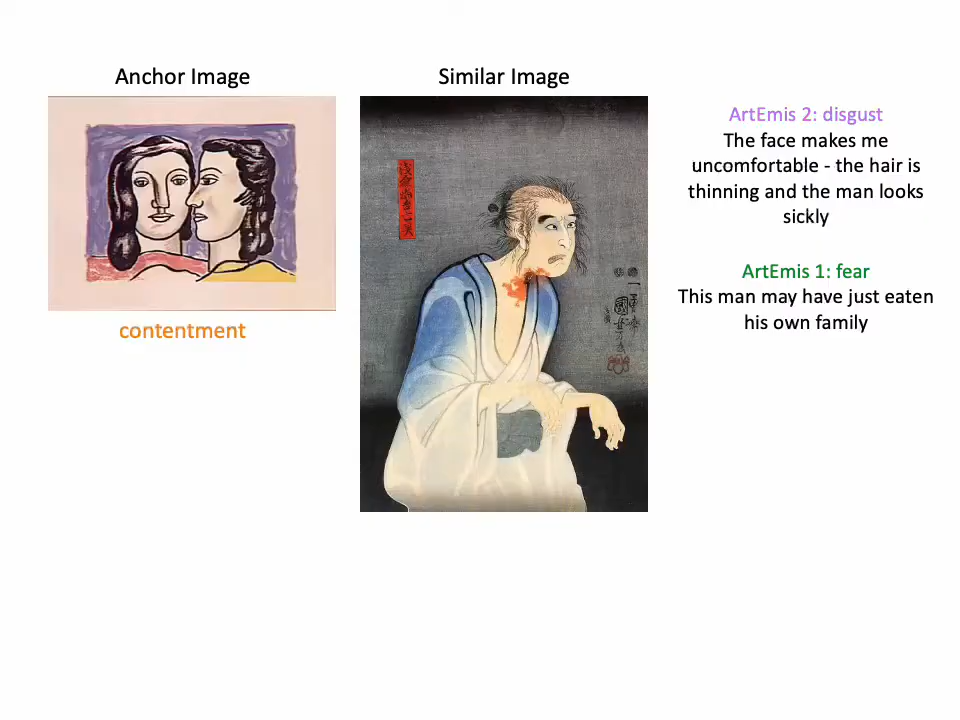 Anchor Image
Similar Image
ArtEmis 2: disgust
The face makes me
uncomfortable - the hair is
thinning and the man looks
sickly
ArtEmis 1: fear
This man may have just eaten
his own family
contentment